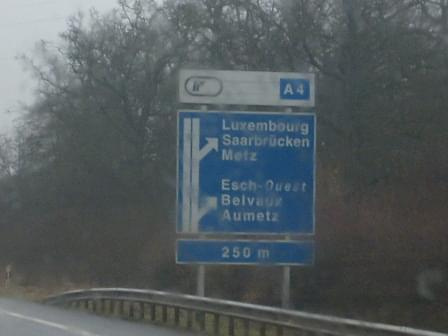 A4
Luxembourg
Saarbrücken
Metz
Esch-Ouest
Belvaux
Aumetz
250 m